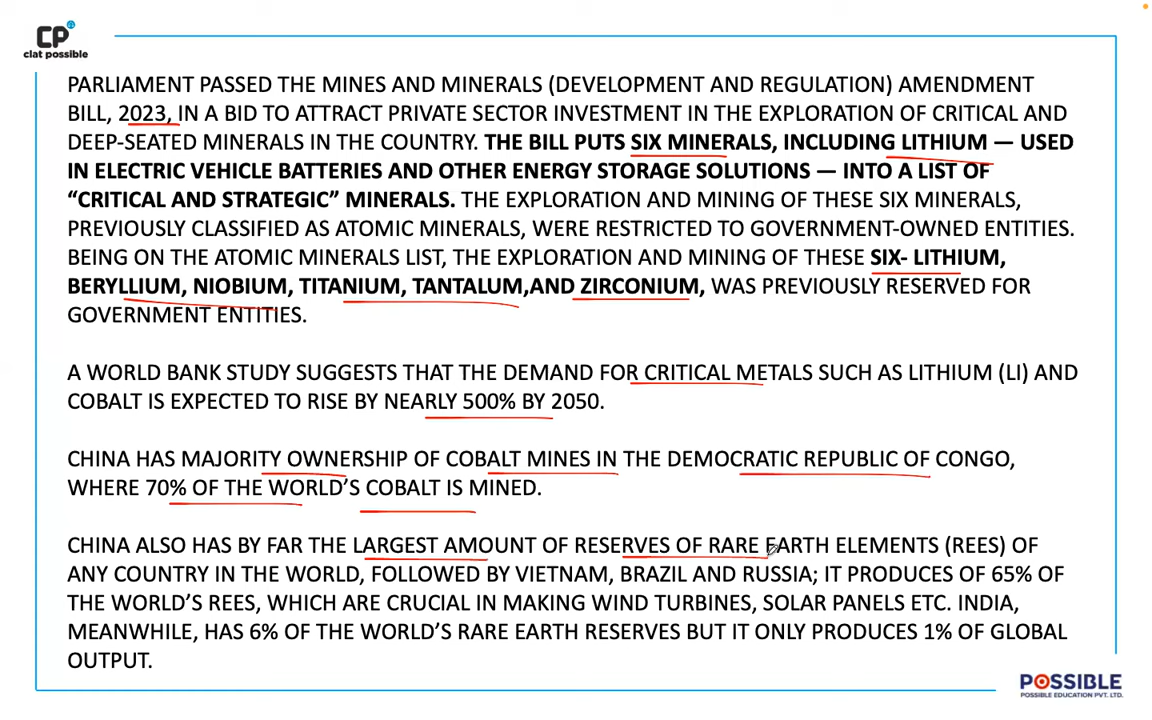 CP
clat possible
PARLIAMENT PASSED THE MINES AND MINERALS (DEVELOPMENT AND REGULATION) AMENDMENT
BILL, 2023, IN A BID TO ATTRACT PRIVATE SECTOR INVESTMENT IN THE EXPLORATION OF CRITICAL AND
DEEP-SEATED MINERALS IN THE COUNTRY. THE BILL PUTS SIX MINERALS, INCLUDING LITHIUM — USED
IN ELECTRIC VEHICLE BATTERIES AND OTHER ENERGY STORAGE SOLUTIONS — INTO A LIST OF
“CRITICAL AND STRATEGIC” MINERALS. THE EXPLORATION AND MINING OF THESE SIX MINERALS,
PREVIOUSLY CLASSIFIED AS ATOMIC MINERALS, WERE RESTRICTED TO GOVERNMENT-OWNED ENTITIES.
BEING ON THE ATOMIC MINERALS LIST, THE EXPLORATION AND MINING OF THESE SIX- LITHIUM,
BERYLLIUM, NIOBIUM, TITANIUM, TANTALUM,AND ZIRCONIUM, WAS PREVIOUSLY RESERVED FOR
GOVERNMENT ENTITIES.
A WORLD BANK STUDY SUGGESTS THAT THE DEMAND FOR CRITICAL METALS SUCH AS LITHIUM (LI) AND
COBALT IS EXPECTED TO RISE BY NEARLY 500% BY 2050.
CHINA HAS MAJORITY OWNERSHIP OF COBALT MINES IN THE DEMOCRATIC REPUBLIC OF CONGO,
WHERE 70% OF THE WORLD’S COBALT IS MINED.
CHINA ALSO HAS BY FAR THE LARGEST AMOUNT OF RESERVES OF RARE EARTH ELEMENTS (REES) OF
ANY COUNTRY IN THE WORLD, FOLLOWED BY VIETNAM, BRAZIL AND RUSSIA; IT PRODUCES OF 65% OF
THE WORLD’S REES, WHICH ARE CRUCIAL IN MAKING WIND TURBINES, SOLAR PANELS ETC. INDIA,
MEANWHILE, HAS 6% OF THE WORLD’S RARE EARTH RESERVES BUT IT ONLY PRODUCES 1% OF GLOBAL
OUTPUT.
POSSIBLE
POSSIBLE EDUCATION PVT. LTD.